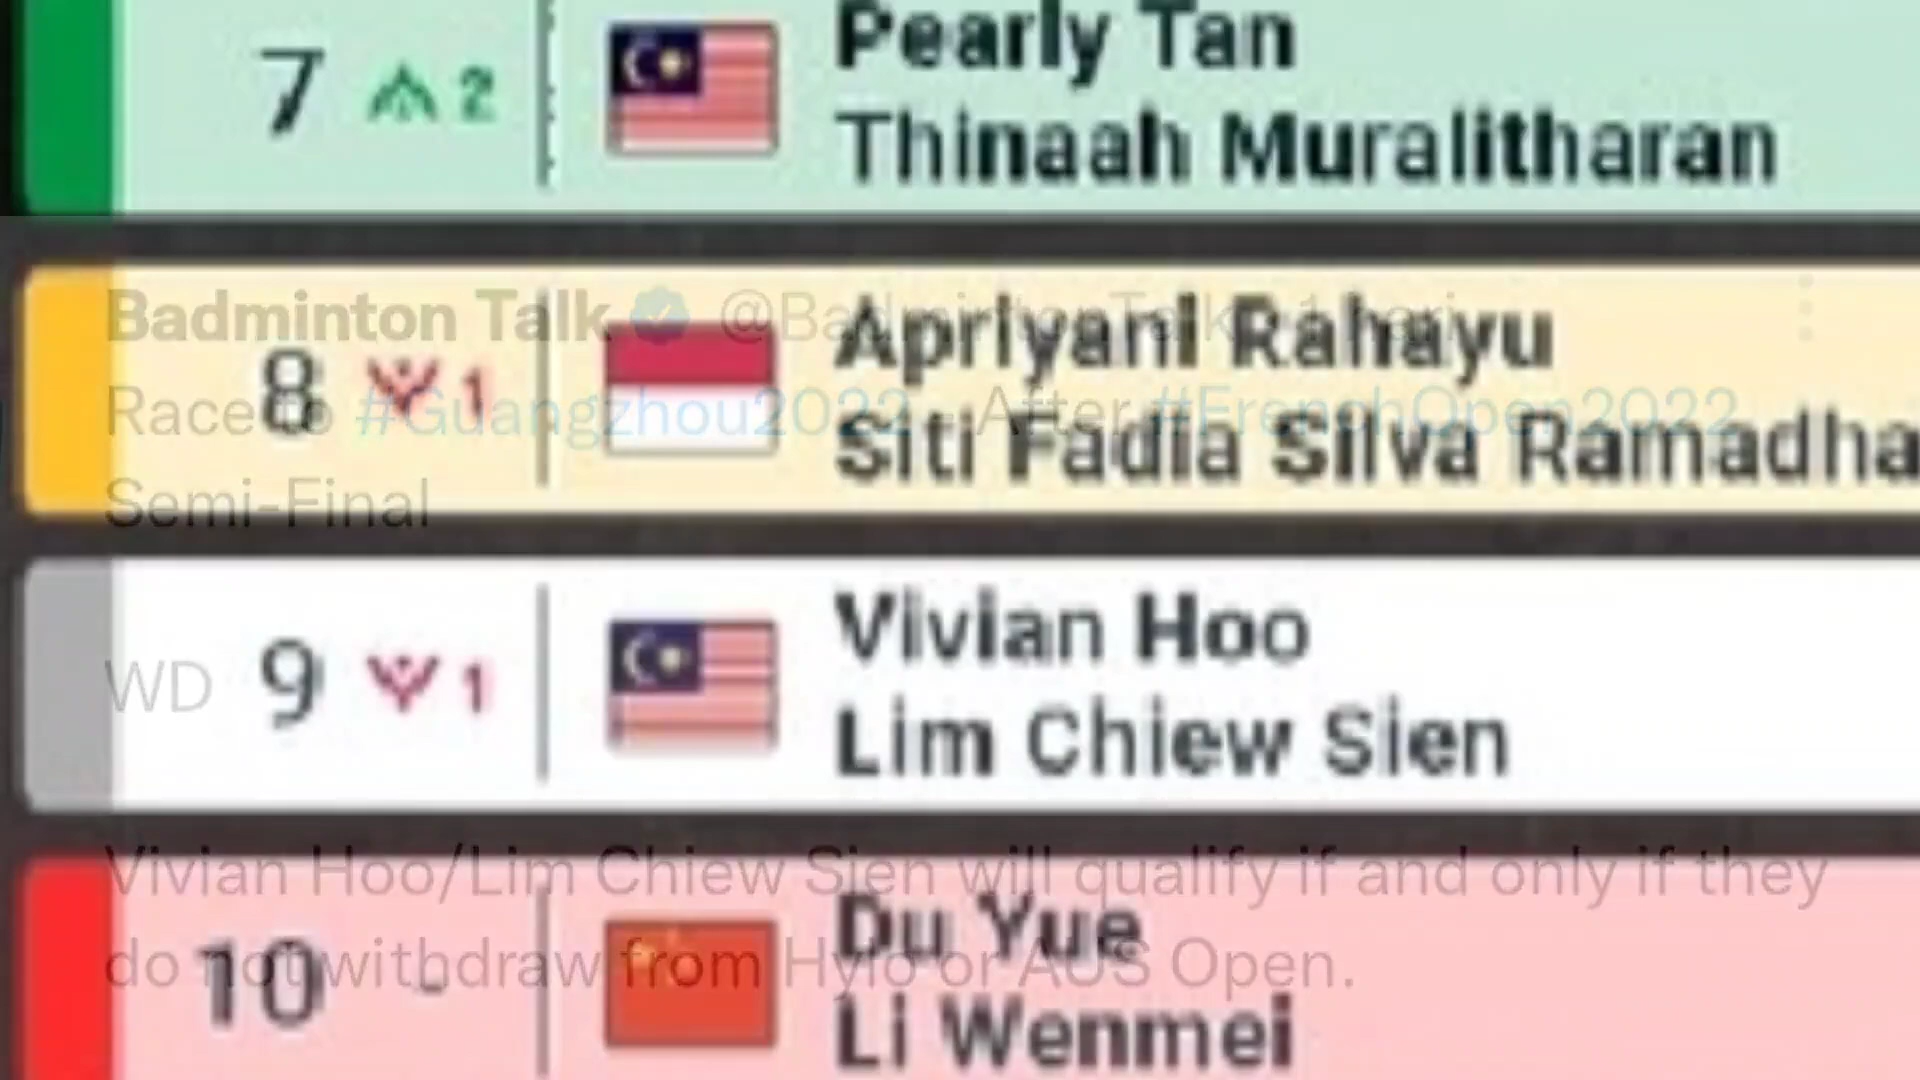 7 2 Pearly Tan
Thinaah Muralitharan
Badminton Talk @BadmintonTalk
8 1 Apriyani Rahayu
Siti Fadia Silva Ramadha
Race to #Guangzhou2022 - After #FrenchOpen2022
Semi-Final
WD
9 1 Vivian Hoo
Lim Chiew Sien
Vivian Hoo/Lim Chiew Sien will qualify if and only if they
do not withdraw from Hylo or AUS Open.
10 - Du Yue
Li Wenmei